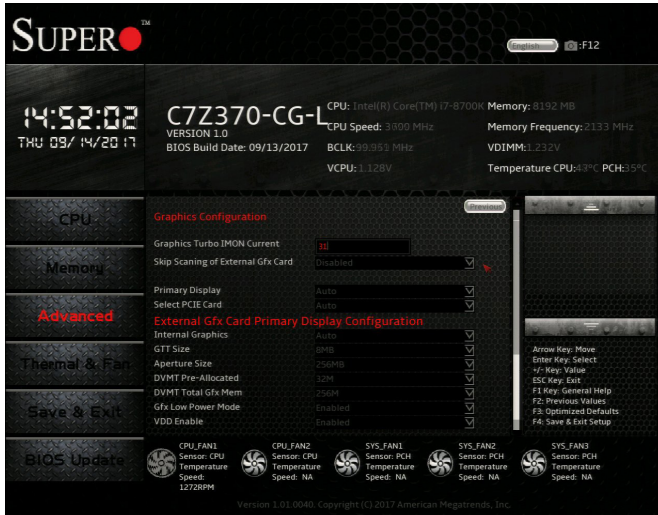 SUPER TM
English :F12
14:52:02
THU 09/14/2017
C7Z370-CG-L
VERSION 1.0
BIOS Build Date: 09/13/2017
CPU: Intel(R) Core(TM) i7-8700K
CPU Speed: MHz
BCLK:
VCPU: 1.128V
Memory: 8192 MB
Memory Frequency: 2133 MHz
VDIMM: 1.232V
Temperature CPU:43°C PCH:35°C
CPU
Memory
Advanced
Thermal & Fan
Save & Exit
BIOS Update
Previous
Graphics Configuration
Graphics Turbo IMON Current 31
Skip Scaning of External Gfx Card Disabled
Primary Display Auto
Select PCIE Card Auto
External Gfx Card Primary Display Configuration
Internal Graphics Auto
GTT Size 8MB
Aperture Size 256MB
DVMT Pre-Allocated 32M
DVMT Total Gfx Mem 256M
Gfx Low Power Mode Enabled
VDD Enable Enabled
Arrow Key: Move
Enter Key: Select
+/- Key: Value
ESC Key: Exit
F1 Key: General Help
F2: Previous Values
F3: Optimized Defaults
F4: Save & Exit Setup
CPU_FAN1
Sensor: CPU
Temperature
Speed:
1272RPM
CPU_FAN2
Sensor: CPU
Temperature
Speed: NA
SYS_FAN1
Sensor: PCH
Temperature
Speed: NA
SYS_FAN2
Sensor: PCH
Temperature
Speed: NA
SYS_FAN3
Sensor: PCH
Temperature
Speed: NA
Version 1.01.0040. Copyright (C) 2017 American Megatrends, Inc.